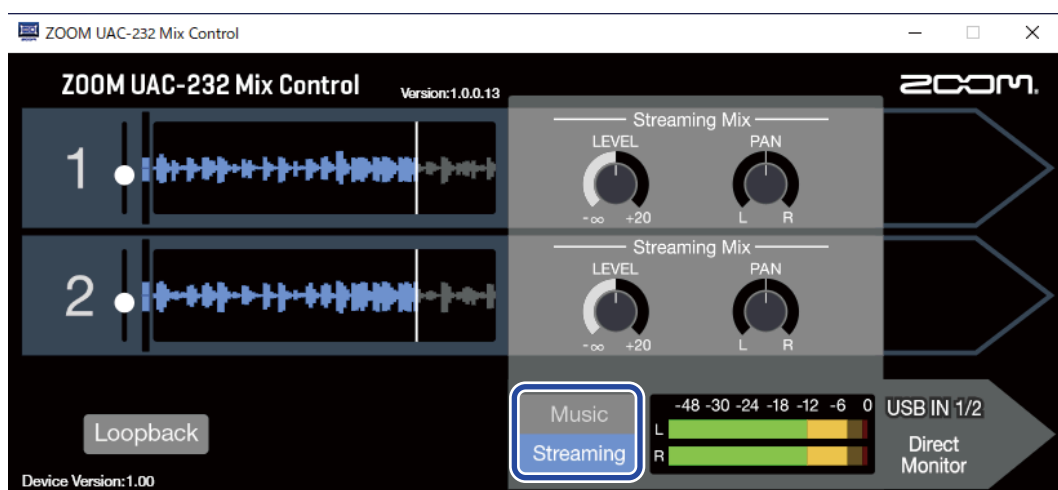 ZOOM UAC-232 Mix Control
ZOOM UAC-232 Mix Control
Version:1.0.0.13
ZOOM.
1
Streaming Mix
LEVEL PAN
-∞ +20 L R
2
Streaming Mix
LEVEL PAN
-∞ +20 L R
Loopback
Music
Streaming
-48 -30 -24 -18 -12 -6 0
L
R
USB IN 1/2
Direct
Monitor
Device Version:1.00